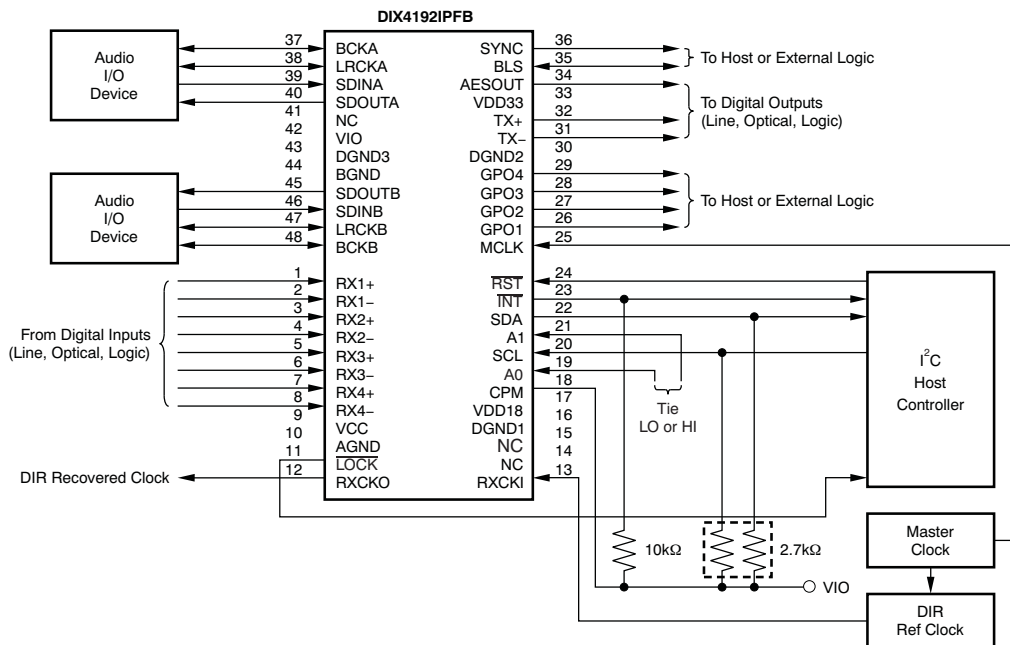 DIX4192IPFB
Audio
I/O
Device
37
38
39
40
41
42
43
44
45
46
47
48
Audio
I/O
Device
1
2
3
4
5
6
7
8
9
10
11
12
From Digital Inputs
(Line, Optical, Logic)
DIR Recovered Clock
BCKA
LRCKA
SDINA
SDOUTA
NC
VIO
DGND3
BGND
SDOUTB
SDINB
LRCKB
BCKB
RX1+
RX1-
RX2+
RX2-
RX3+
RX3-
RX4+
RX4-
VCC
AGND
LOCK
RXCKO
SYNC
BLS
AESOUT
VDD33
TX+
TX-
DGND2
GPO4
GPO3
GPO2
GPO1
MCLK
RST
INT
SDA
A1
SCL
A0
CPM
VDD18
DGND1
NC
NC
RXCKI
36
35
34
33
32
31
30
29
28
27
26
25
24
23
22
21
20
19
18
17
16
15
14
13
To Host or External Logic
To Digital Outputs
(Line, Optical, Logic)
To Host or External Logic
Tie
LO or HI
I²C
Host
Controller
10kΩ
2.7kΩ
VIO
Master
Clock
DIR
Ref Clock